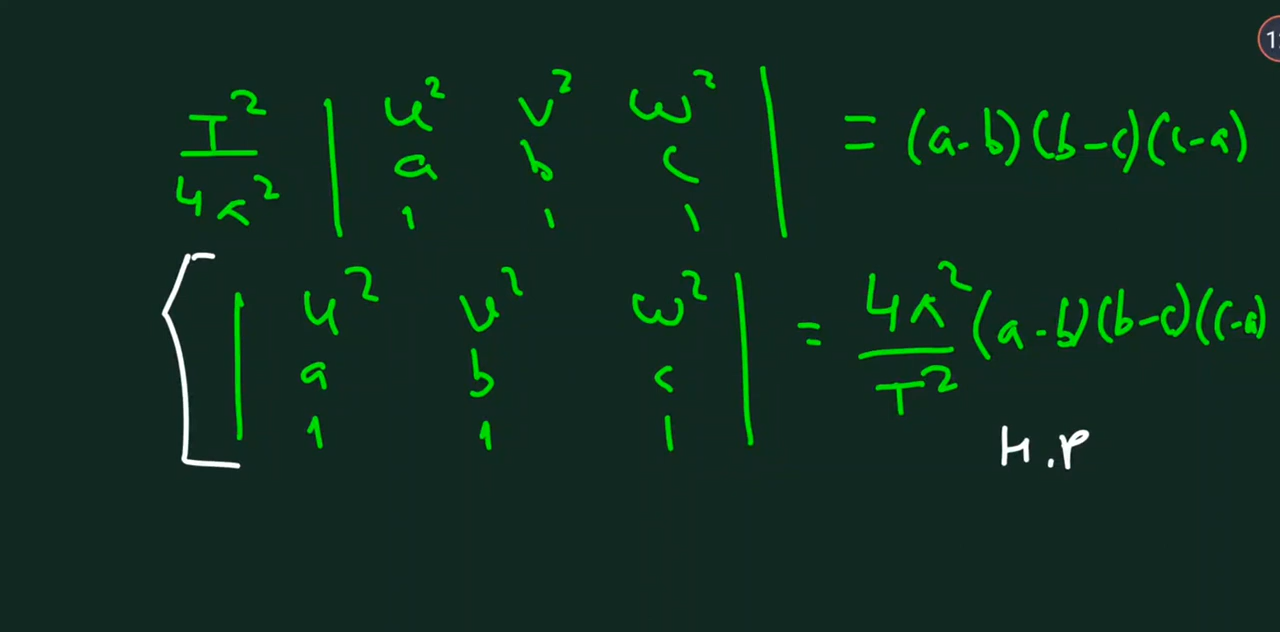 T²/4π² | u² v² w² | = (a-b)(b-c)(c-a)
| a b c |
| 1 1 1 |
| u² v² w² | = 4π²/T² (a-b)(b-c)(c-a)
| a b c |
| 1 1 1 |
H.P